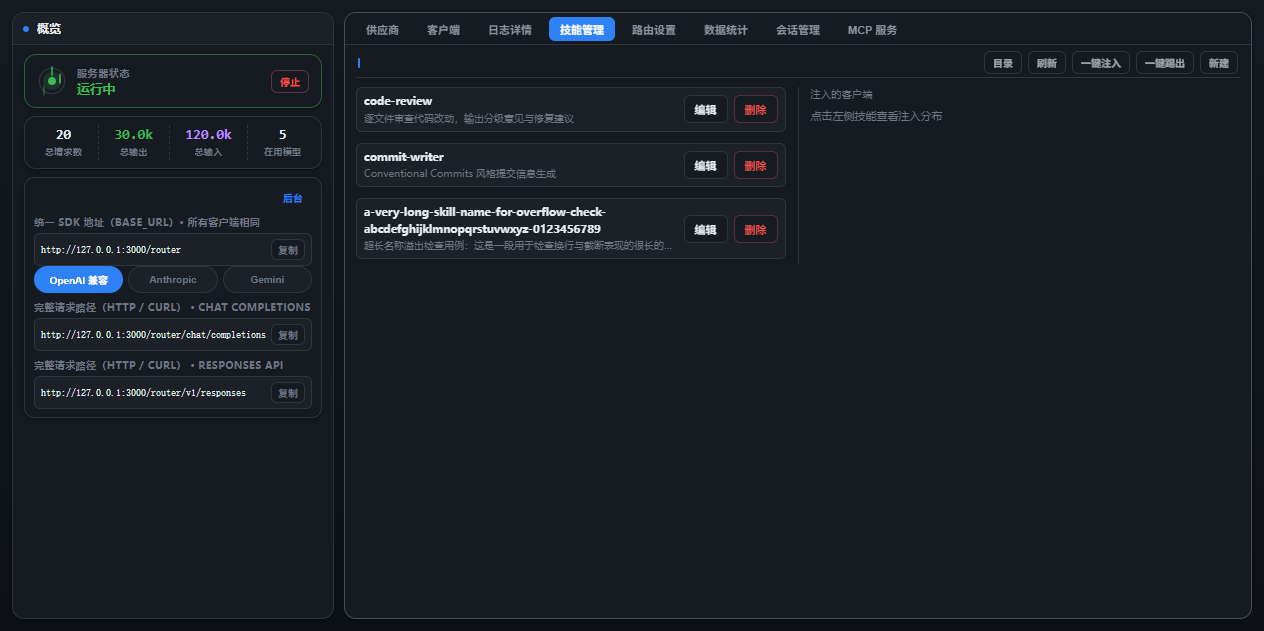 概览
服务器状态
运行中
停止
20
总请求数
30.0k
总输出
120.0k
总输入
5
在用模型
后台
统一 SDK 地址（BASE_URL）• 所有客户端相同
http://127.0.0.1:3000/router
复制
OpenAI 兼容
Anthropic
Gemini
完整请求路径（HTTP / CURL） • CHAT COMPLETIONS
http://127.0.0.1:3000/router/chat/completions
复制
完整请求路径（HTTP / CURL） • RESPONSES API
http://127.0.0.1:3000/router/v1/responses
复制
供应商
客户端
日志详情
技能管理
路由设置
数据统计
会话管理
MCP 服务
目录
刷新
一键注入
一键踢出
新建
code-review
逐文件审查代码改动，输出分级意见与修复建议
编辑
删除
commit-writer
Conventional Commits 风格提交信息生成
编辑
删除
a-very-long-skill-name-for-overflow-check-
abcdefghijklmnopqrstuvwxyz-0123456789
超长名称溢出检查用例：这是一段用于检查换行与截断表现的很长的...
编辑
删除
注入的客户端
点击左侧技能查看注入分布